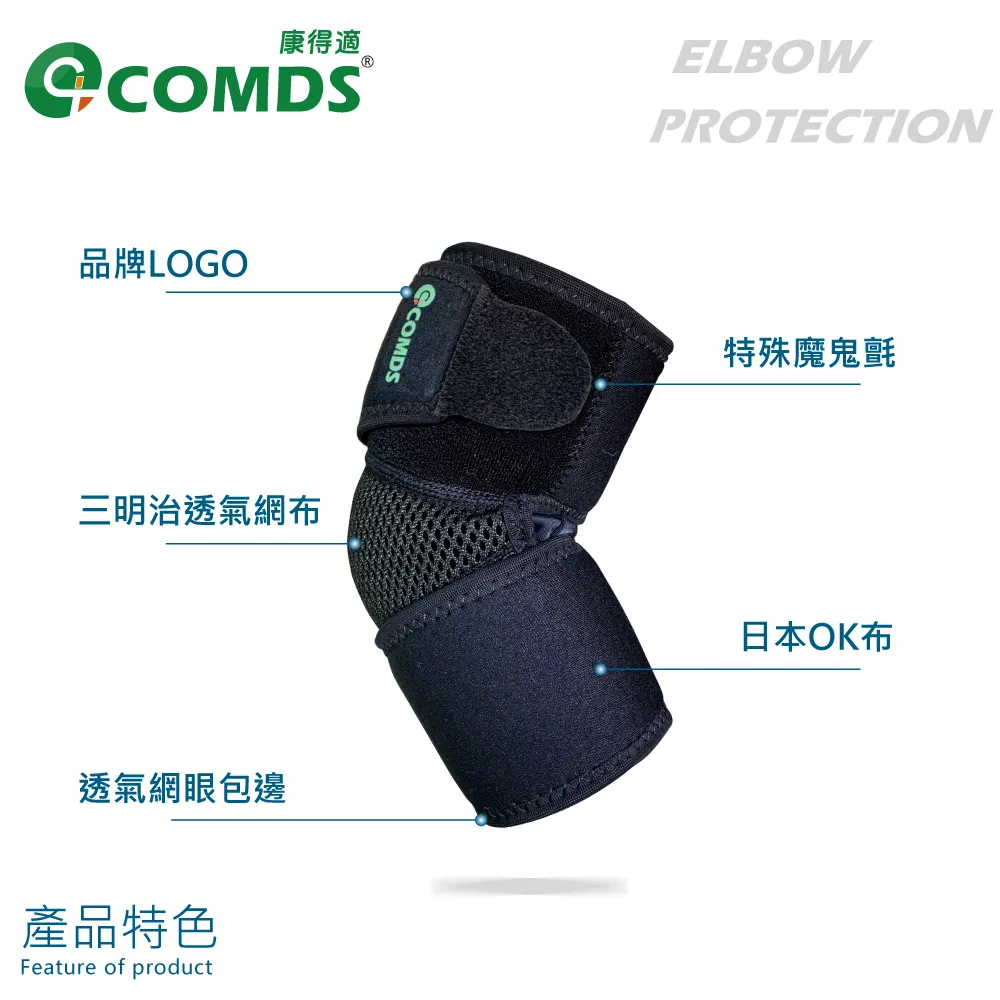 康得適
COMDS®
ELBOW
PROTECTION
品牌LOGO
COMDS
特殊魔鬼氈
三明治透氣網布
日本OK布
透氣網眼包邊
產品特色
Feature of product